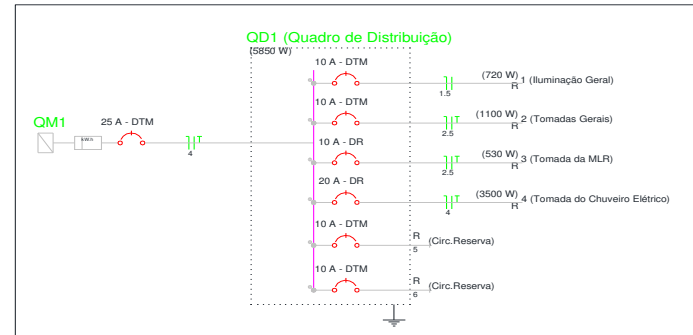 QD1 (Quadro de Distribuição)
(5850 W)
10 A - DTM
(720 W) 1 (Iluminação Geral)
1.5 R
10 A - DTM
(1100 W) 2 (Tomadas Gerais)
2.5 R
QM1
25 A - DTM
T
4
10 A - DR
(530 W) 3 (Tomada da MLR)
T
2.5 R
20 A - DR
(3500 W) 4 (Tomada do Chuveiro Elétrico)
T
4 R
10 A - DTM
R (Circ.Reserva)
5
10 A - DTM
R (Circ.Reserva)
6